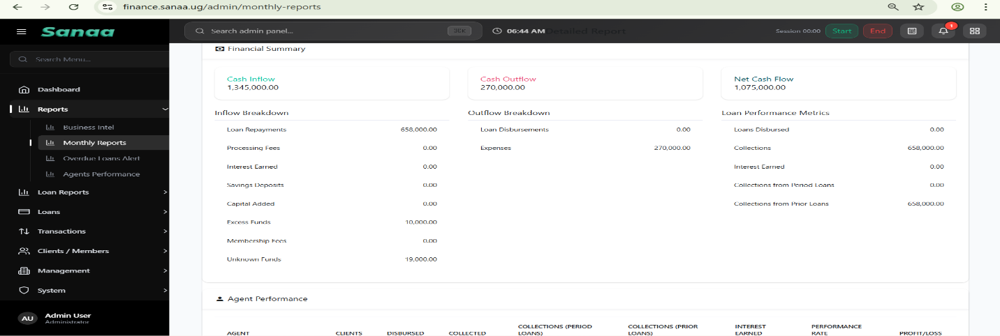 finance.sanaa.ug/admin/monthly-reports
Sanaa
Search admin panel...
⌘K
06:44 AM
Detailed Report
Session 00:00
Start
End
1
Search Menu...
Dashboard
Reports
Business Intel
Monthly Reports
Overdue Loans Alert
Agents Performance
Loan Reports
Loans
Transactions
Clients / Members
Management
System
AU
Admin User
Administrator
Financial Summary
Cash Inflow
1,345,000.00
Cash Outflow
270,000.00
Net Cash Flow
1,075,000.00
Inflow Breakdown
Loan Repayments 658,000.00
Processing Fees 0.00
Interest Earned 0.00
Savings Deposits 0.00
Capital Added 0.00
Excess Funds 10,000.00
Membership Fees 0.00
Unknown Funds 19,000.00
Outflow Breakdown
Loan Disbursements 0.00
Expenses 270,000.00
Loan Performance Metrics
Loans Disbursed 0.00
Collections 658,000.00
Interest Earned 0.00
Collections from Period Loans 0.00
Collections from Prior Loans 658,000.00
Agent Performance
AGENT CLIENTS DISBURSED COLLECTED COLLECTIONS (PERIOD LOANS) COLLECTIONS (PRIOR LOANS) INTEREST EARNED PERFORMANCE RATE PROFIT/LOSS